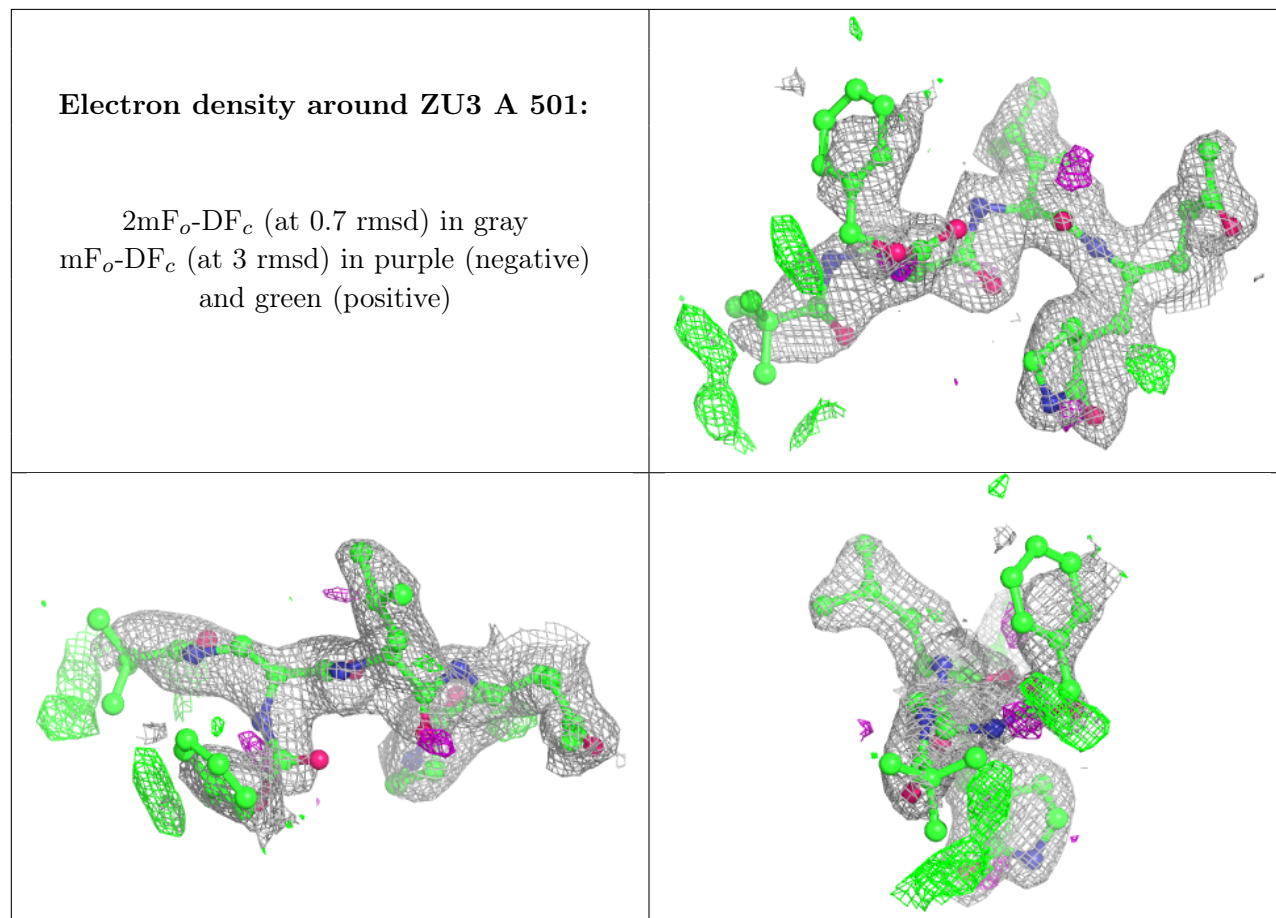 Electron density around ZU3 A 501:
2mFo-DFc (at 0.7 rmsd) in gray
mFo-DFc (at 3 rmsd) in purple (negative)
and green (positive)